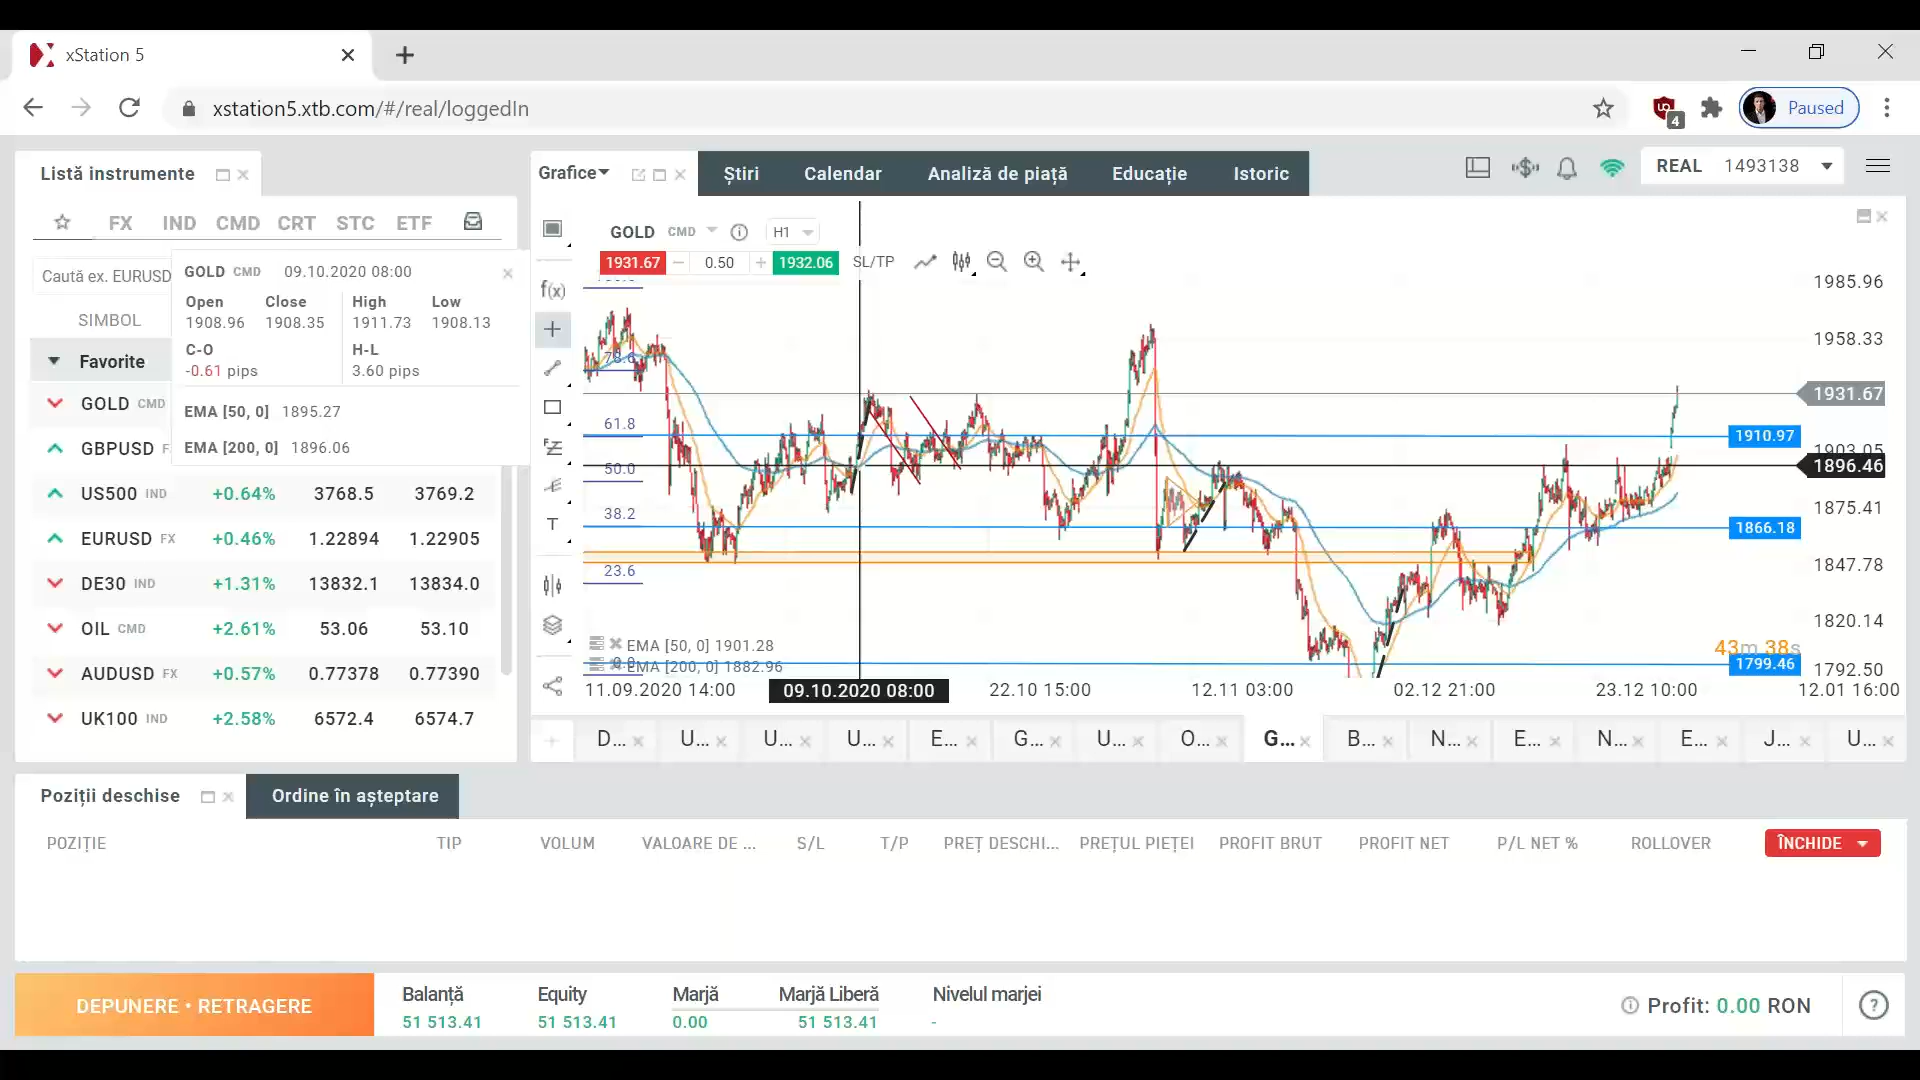 xStation 5
xstation5.xtb.com/#/real/loggedIn
4
Paused
Listă instrumente
Grafice
Știri
Calendar
Analiză de piață
Educație
Istoric
REAL 1493138
FX IND CMD CRT STC ETF
Caută ex. EURUSD
SIMBOL
Favorite
GOLD CMD 09.10.2020 08:00
Open Close High Low
1908.96 1908.35 1911.73 1908.13
C-O H-L
-0.61 pips 3.60 pips
EMA [50, 0] 1895.27
EMA [200, 0] 1896.06
GOLD CMD
GBPUSD
US500 IND +0.64% 3768.5 3769.2
EURUSD FX +0.46% 1.22894 1.22905
DE30 IND +1.31% 13832.1 13834.0
OIL CMD +2.61% 53.06 53.10
AUDUSD FX +0.57% 0.77378 0.77390
UK100 IND +2.58% 6572.4 6574.7
GOLD CMD H1
1931.67 0.50 1932.06 SL/TP
f(x)
T
78.6
61.8
50.0
38.2
23.6
0.0
1985.96
1958.33
1931.67
1910.97
1903.05
1896.46
1875.41
1866.18
1847.78
1820.14
43m 38s
1799.46
1792.50
EMA [50, 0] 1901.28
EMA [200, 0] 1882.96
11.09.2020 14:00 09.10.2020 08:00 22.10 15:00 12.11 03:00 02.12 21:00 23.12 10:00 12.01 16:00
D... U... U... U... E... G... U... O... G... B... N... E... N... E... J... U...
Poziții deschise
Ordine în așteptare
POZIȚIE TIP VOLUM VALOARE DE ... S/L T/P PREȚ DESCHI... PREȚUL PIEȚEI PROFIT BRUT PROFIT NET P/L NET % ROLLOVER ÎNCHIDE
DEPUNERE • RETRAGERE
Balanță Equity Marjă Marjă Liberă Nivelul marjei
51 513.41 51 513.41 0.00 51 513.41 -
Profit: 0.00 RON